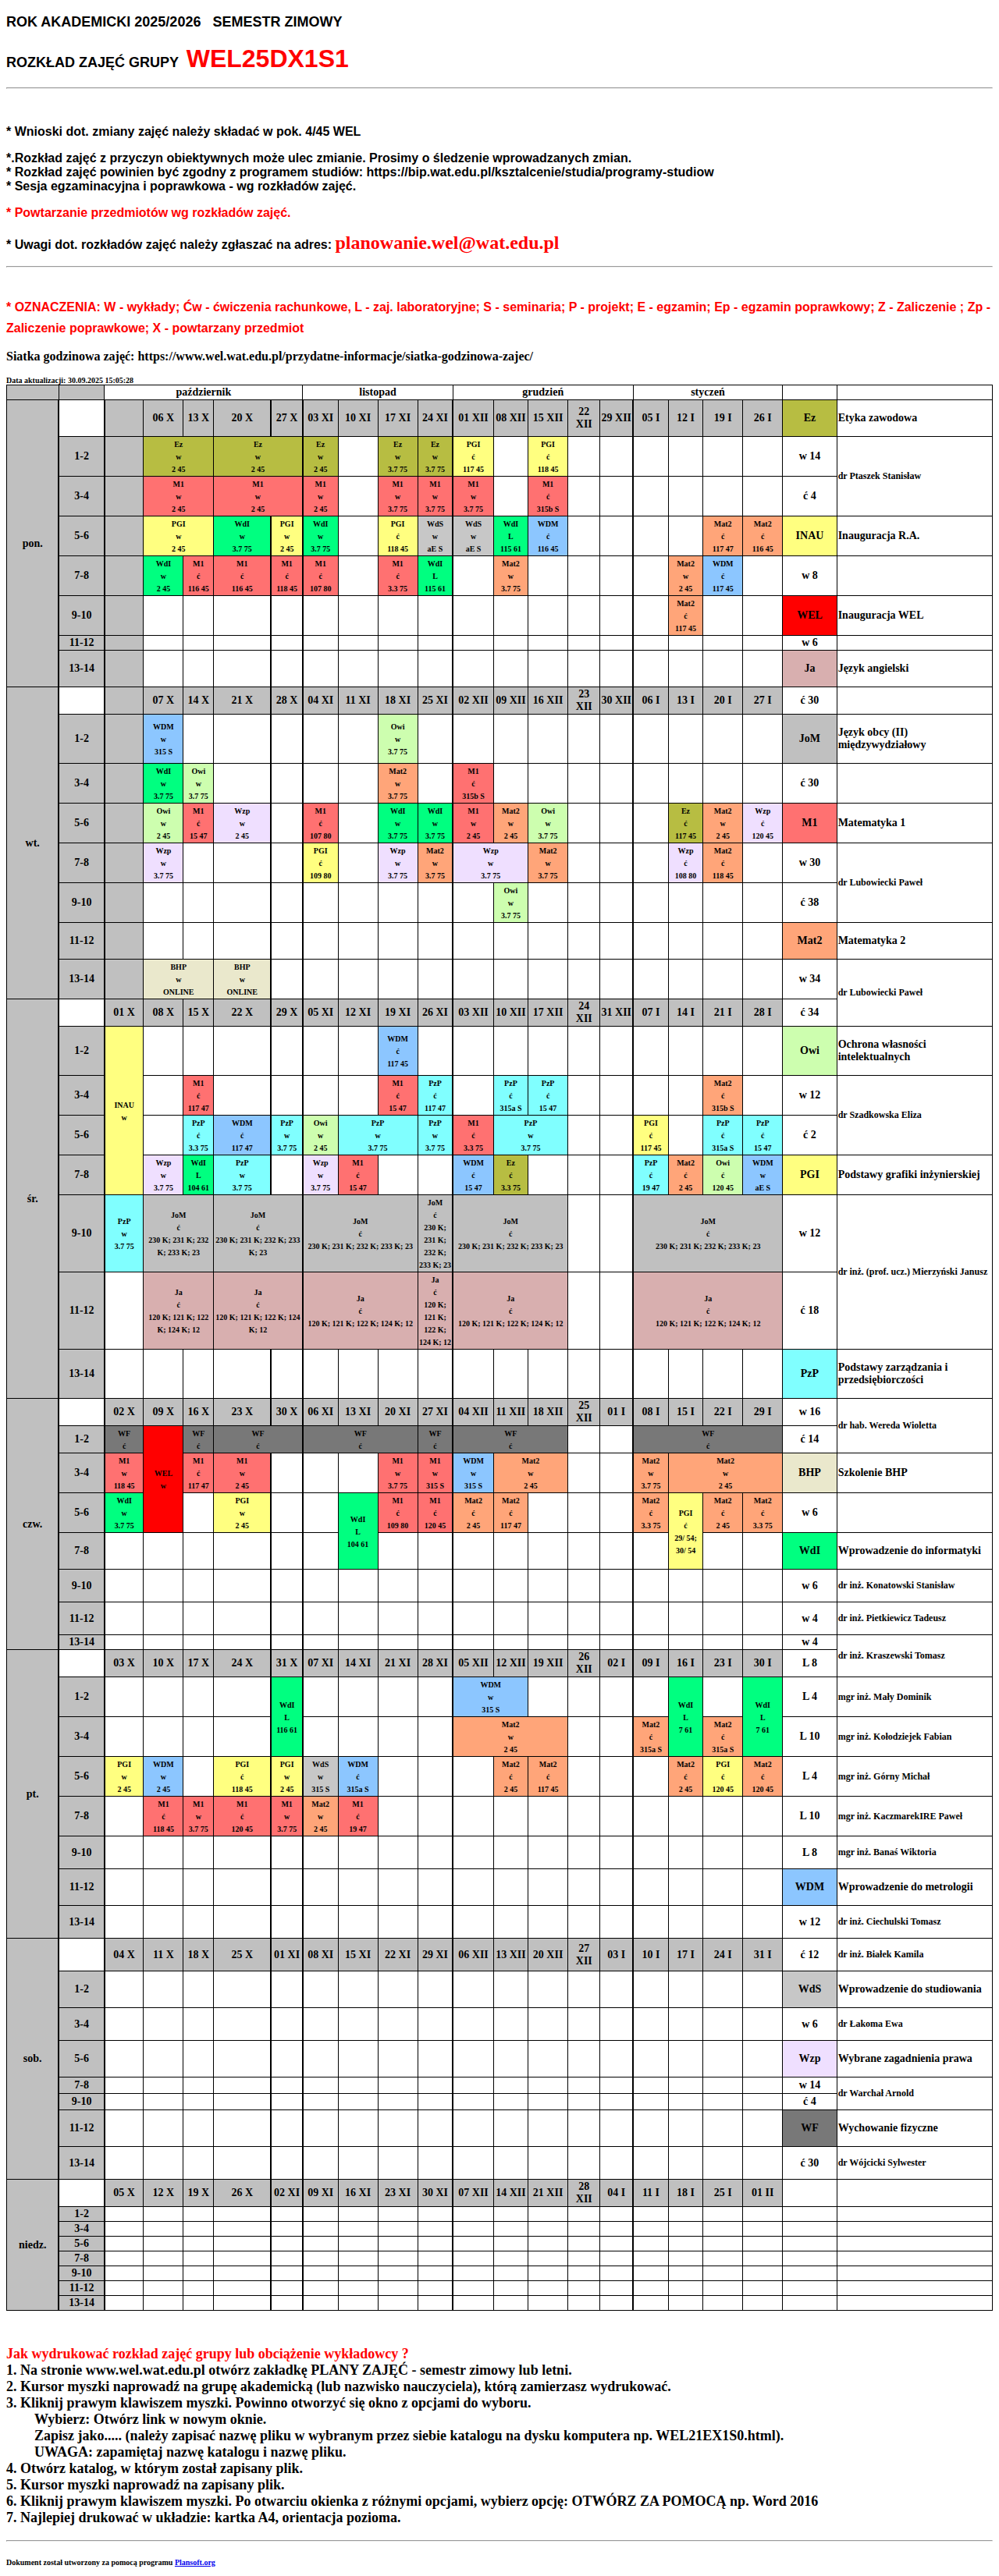 ROK AKADEMICKI 2025/2026 SEMESTR ZIMOWY
ROZKŁAD ZAJĘĆ GRUPY WEL25DX1S1
* Wnioski dot. zmiany zajęć należy składać w pok. 4/45 WEL
*.Rozkład zajęć z przyczyn obiektywnych może ulec zmianie. Prosimy o śledzenie wprowadzanych zmian.
* Rozkład zajęć powinien być zgodny z programem studiów: https://bip.wat.edu.pl/ksztalcenie/studia/programy-studiow
* Sesja egzaminacyjna i poprawkowa - wg rozkładów zajęć.
* Powtarzanie przedmiotów wg rozkładów zajęć.
* Uwagi dot. rozkładów zajęć należy zgłaszać na adres: planowanie.wel@wat.edu.pl
* OZNACZENIA: W - wykłady; Ćw - ćwiczenia rachunkowe, L - zaj. laboratoryjne; S - seminaria; P - projekt; E - egzamin; Ep - egzamin poprawkowy; Z - Zaliczenie ; Zp -
Zaliczenie poprawkowe; X - powtarzany przedmiot
Siatka godzinowa zajęć: https://www.wel.wat.edu.pl/przydatne-informacje/siatka-godzinowa-zajec/
Data aktualizacji: 30.09.2025 15:05:28
październik listopad grudzień styczeń
pon. 06 X 13 X 20 X 27 X 03 XI 10 XI 17 XI 24 XI 01 XII 08 XII 15 XII 22 XII 29 XII 05 I 12 I 19 I 26 I Ez Etyka zawodowa
1-2 Ez w 2 45 Ez w 2 45 Ez w 2 45 Ez w 3.7 75 Ez w 3.7 75 PGI ć 117 45 PGI ć 118 45 w 14 dr Ptaszek Stanisław
3-4 M1 w 2 45 M1 w 2 45 M1 w 2 45 M1 w 3.7 75 M1 w 3.7 75 M1 w 3.7 75 M1 ć 315b S ć 4
5-6 PGI w 2 45 WdI w 3.7 75 PGI w 2 45 WdI w 3.7 75 PGI ć 118 45 WdS w aE S WdS w aE S WdI L 115 61 WDM ć 116 45 Mat2 ć 117 47 Mat2 ć 116 45 INAU Inauguracja R.A.
7-8 WdI w 2 45 M1 ć 116 45 M1 ć 116 45 M1 ć 118 45 M1 ć 107 80 M1 ć 3.3 75 WdI L 115 61 Mat2 w 3.7 75 Mat2 w 2 45 WDM ć 117 45 w 8
9-10 Mat2 ć 117 45 WEL Inauguracja WEL
11-12 w 6
13-14 Ja Język angielski
wt. 07 X 14 X 21 X 28 X 04 XI 11 XI 18 XI 25 XI 02 XII 09 XII 16 XII 23 XII 30 XII 06 I 13 I 20 I 27 I ć 30
1-2 WDM w 315 S Owi w 3.7 75 JoM Język obcy (II) międzywydziałowy
3-4 WdI w 3.7 75 Owi w 3.7 75 Mat2 w 3.7 75 M1 ć 315b S ć 30
5-6 Owi w 2 45 M1 ć 15 47 Wzp w 2 45 M1 ć 107 80 WdI w 3.7 75 WdI w 3.7 75 M1 w 2 45 Mat2 w 2 45 Owi w 3.7 75 Ez ć 117 45 Mat2 w 2 45 Wzp ć 120 45 M1 Matematyka 1
7-8 Wzp w 3.7 75 PGI ć 109 80 Wzp w 3.7 75 Mat2 w 3.7 75 Wzp w 3.7 75 Mat2 w 3.7 75 Wzp ć 108 80 Mat2 ć 118 45 w 30 dr Lubowiecki Paweł
9-10 Owi w 3.7 75 ć 38
11-12 Mat2 Matematyka 2
13-14 BHP w ONLINE BHP w ONLINE w 34 dr Lubowiecki Paweł
śr. 01 X 08 X 15 X 22 X 29 X 05 XI 12 XI 19 XI 26 XI 03 XII 10 XII 17 XII 24 XII 31 XII 07 I 14 I 21 I 28 I ć 34
1-2 INAU w WDM ć 117 45 Owi Ochrona własności intelektualnych
3-4 M1 ć 117 47 M1 ć 15 47 PzP ć 117 47 PzP ć 315a S PzP ć 15 47 Mat2 ć 315b S w 12 dr Szadkowska Eliza
5-6 PzP ć 3.3 75 WDM ć 117 47 PzP w 3.7 75 Owi w 2 45 PzP w 3.7 75 PzP w 3.7 75 M1 ć 3.3 75 PzP w 3.7 75 PGI ć 117 45 PzP ć 315a S PzP ć 15 47 ć 2
7-8 Wzp w 3.7 75 WdI L 104 61 PzP w 3.7 75 Wzp w 3.7 75 M1 ć 15 47 WDM ć 15 47 Ez ć 3.3 75 PzP ć 19 47 Mat2 ć 2 45 Owi ć 120 45 WDM w aE S PGI Podstawy grafiki inżynierskiej
9-10 PzP w 3.7 75 JoM ć 230 K; 231 K; 232 K; 233 K; 23 JoM ć 230 K; 231 K; 232 K; 233 K; 23 JoM ć 230 K; 231 K; 232 K; 233 K; 23 JoM ć 230 K; 231 K; 232 K; 233 K; 23 JoM ć 230 K; 231 K; 232 K; 233 K; 23 JoM ć 230 K; 231 K; 232 K; 233 K; 23 w 12 dr inż. (prof. ucz.) Mierzyński Janusz
11-12 Ja ć 120 K; 121 K; 122 K; 124 K; 12 Ja ć 120 K; 121 K; 122 K; 124 K; 12 Ja ć 120 K; 121 K; 122 K; 124 K; 12 Ja ć 120 K; 121 K; 122 K; 124 K; 12 Ja ć 120 K; 121 K; 122 K; 124 K; 12 Ja ć 120 K; 121 K; 122 K; 124 K; 12 ć 18
13-14 PzP Podstawy zarządzania i przedsiębiorczości
czw. 02 X 09 X 16 X 23 X 30 X 06 XI 13 XI 20 XI 27 XI 04 XII 11 XII 18 XII 25 XII 01 I 08 I 15 I 22 I 29 I w 16 dr hab. Wereda Wioletta
1-2 WF ć WEL w WF ć WF ć WF ć WF ć WF ć WF ć ć 14
3-4 M1 w 118 45 M1 ć 117 47 M1 w 2 45 M1 w 3.7 75 M1 w 315 S WDM w 315 S Mat2 w 2 45 Mat2 w 3.7 75 Mat2 w 2 45 BHP Szkolenie BHP
5-6 WdI w 3.7 75 PGI w 2 45 WdI L 104 61 M1 ć 109 80 M1 ć 120 45 Mat2 ć 2 45 Mat2 ć 117 47 Mat2 ć 3.3 75 PGI ć 29/ 54; 30/ 54 Mat2 ć 2 45 Mat2 ć 3.3 75 w 6
7-8 WdI Wprowadzenie do informatyki
9-10 w 6 dr inż. Konatowski Stanisław
11-12 w 4 dr inż. Pietkiewicz Tadeusz
13-14 w 4 dr inż. Kraszewski Tomasz
pt. 03 X 10 X 17 X 24 X 31 X 07 XI 14 XI 21 XI 28 XI 05 XII 12 XII 19 XII 26 XII 02 I 09 I 16 I 23 I 30 I L 8
1-2 WdI L 116 61 WDM w 315 S WdI L 7 61 WdI L 7 61 L 4 mgr inż. Mały Dominik
3-4 Mat2 w 2 45 Mat2 ć 315a S Mat2 ć 315a S L 10 mgr inż. Kołodziejek Fabian
5-6 PGI w 2 45 WDM w 2 45 PGI ć 118 45 PGI w 2 45 WdS w 315 S WDM ć 315a S Mat2 ć 2 45 Mat2 ć 117 45 Mat2 ć 2 45 PGI ć 120 45 Mat2 ć 120 45 L 4 mgr inż. Górny Michał
7-8 M1 ć 118 45 M1 w 3.7 75 M1 ć 120 45 M1 w 3.7 75 Mat2 w 2 45 M1 ć 19 47 L 10 mgr inż. KaczmarekIRE Paweł
9-10 L 8 mgr inż. Banaś Wiktoria
11-12 WDM Wprowadzenie do metrologii
13-14 w 12 dr inż. Ciechulski Tomasz
sob. 04 X 11 X 18 X 25 X 01 XI 08 XI 15 XI 22 XI 29 XI 06 XII 13 XII 20 XII 27 XII 03 I 10 I 17 I 24 I 31 I ć 12 dr inż. Białek Kamila
1-2 WdS Wprowadzenie do studiowania
3-4 w 6 dr Łakoma Ewa
5-6 Wzp Wybrane zagadnienia prawa
7-8 w 14 dr Warchał Arnold
9-10 ć 4
11-12 WF Wychowanie fizyczne
13-14 ć 30 dr Wójcicki Sylwester
niedz. 05 X 12 X 19 X 26 X 02 XI 09 XI 16 XI 23 XI 30 XI 07 XII 14 XII 21 XII 28 XII 04 I 11 I 18 I 25 I 01 II
1-2
3-4
5-6
7-8
9-10
11-12
13-14
Jak wydrukować rozkład zajęć grupy lub obciążenie wykładowcy ?
1. Na stronie www.wel.wat.edu.pl otwórz zakładkę PLANY ZAJĘĆ - semestr zimowy lub letni.
2. Kursor myszki naprowadź na grupę akademicką (lub nazwisko nauczyciela), którą zamierzasz wydrukować.
3. Kliknij prawym klawiszem myszki. Powinno otworzyć się okno z opcjami do wyboru.
Wybierz: Otwórz link w nowym oknie.
Zapisz jako..... (należy zapisać nazwę pliku w wybranym przez siebie katalogu na dysku komputera np. WEL21EX1S0.html).
UWAGA: zapamiętaj nazwę katalogu i nazwę pliku.
4. Otwórz katalog, w którym został zapisany plik.
5. Kursor myszki naprowadź na zapisany plik.
6. Kliknij prawym klawiszem myszki. Po otwarciu okienka z różnymi opcjami, wybierz opcję: OTWÓRZ ZA POMOCĄ np. Word 2016
7. Najlepiej drukować w układzie: kartka A4, orientacja pozioma.
Dokument został utworzony za pomocą programu Plansoft.org